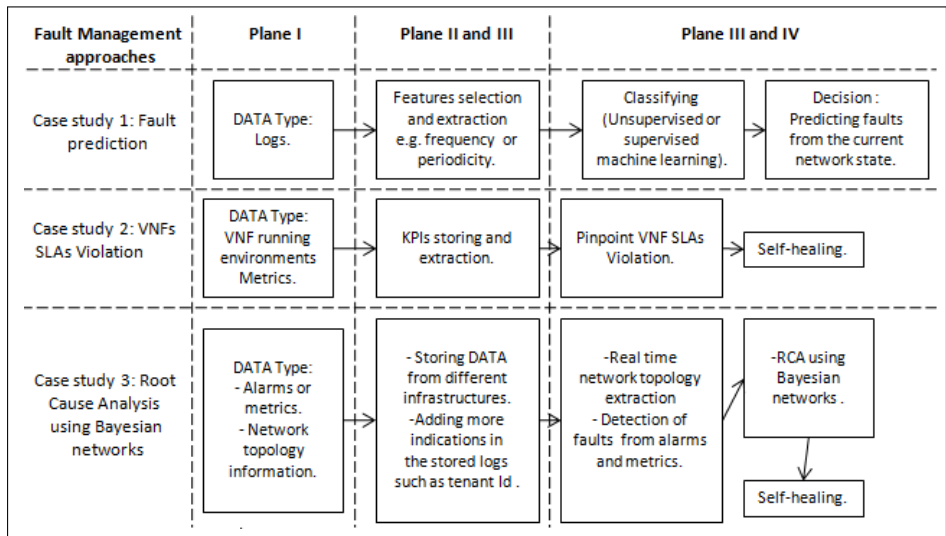 Fault Management
approaches
Plane I
Plane II and III
Plane III and IV
Case study 1: Fault
prediction
DATA Type:
Logs.
Features selection
and extraction
e.g. frequency or
periodicity.
Classifying
(Unsupervised or
supervised
machine learning).
Decision :
Predicting faults
from the current
network state.
Case study 2: VNFs
SLAs Violation
DATA Type:
VNF running
environments
Metrics.
KPIs storing and
extraction.
Pinpoint VNF SLAs
Violation.
Self-healing.
Case study 3: Root
Cause Analysis
using Bayesian
networks
DATA Type:
- Alarms or
metrics.
- Network
topology
information.
- Storing DATA
from different
infrastructures.
- Adding more
indications in
the stored logs
such as tenant Id .
-Real time
network topology
extraction
- Detection of
faults from alarms
and metrics.
-RCA using
Bayesian
networks .
Self-healing.